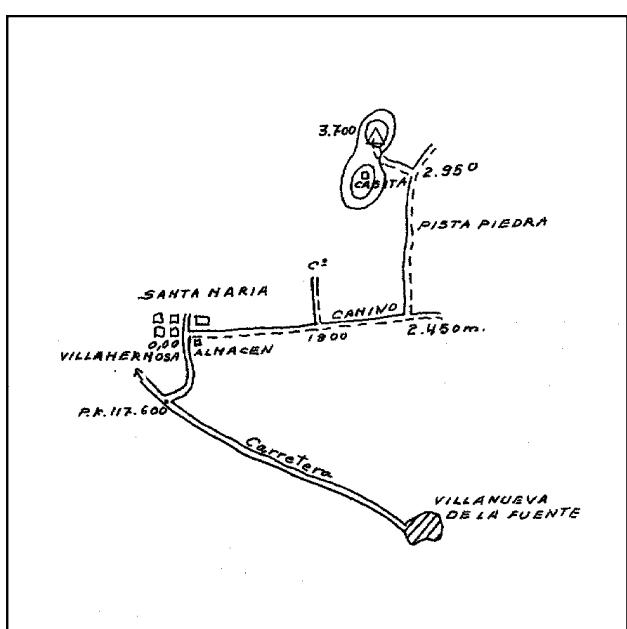 3.700
CASITA
2.950
PISTA PIEDRA
Cº
SANTA MARIA
CAMINO
0,00
ALMACEN
1900
2.450m.
VILLAHERMOSA
P.K. 117.600
Carretera
VILLANUEVA
DE LA FUENTE